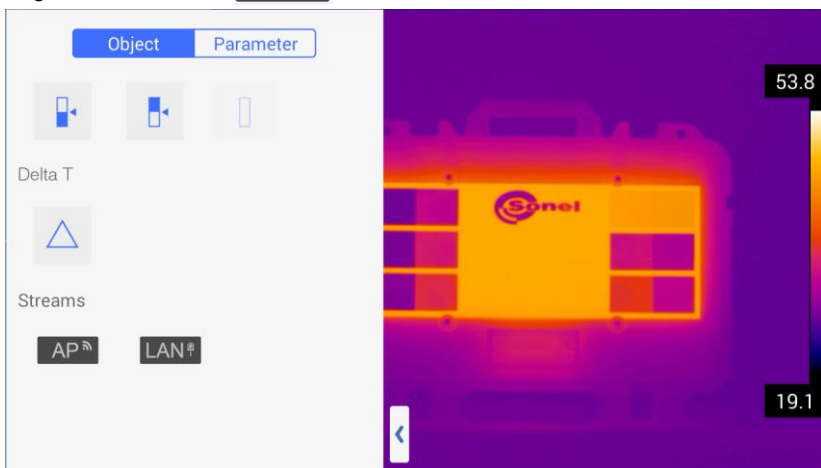 Object Parameter
53.8
Delta T
sonel
Streams
AP LAN
19.1